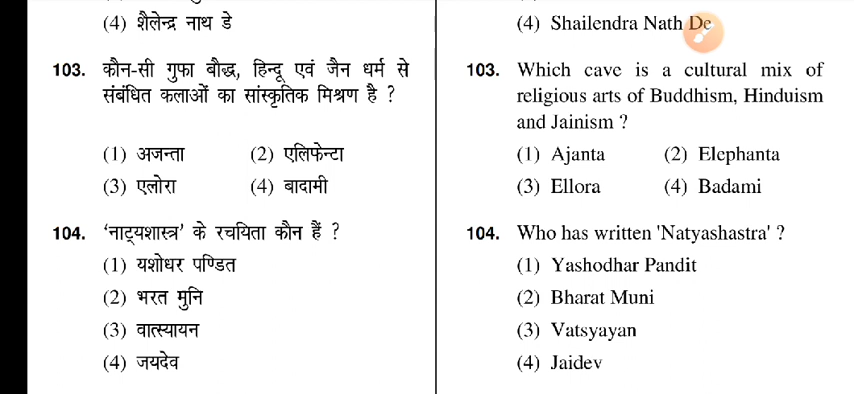 (4) शैलेन्द्र नाथ डे
103. कौन-सी गुफा बौद्ध, हिन्दू एवं जैन धर्म से
संबंधित कलाओं का सांस्कृतिक मिश्रण है ?
(1) अजन्ता (2) एलिफेन्टा
(3) एलोरा (4) बादामी
104. ‘नाट्यशास्त्र’ के रचयिता कौन हैं ?
(1) यशोधर पण्डित
(2) भरत मुनि
(3) वात्स्यायन
(4) जयदेव
(4) Shailendra Nath De
103. Which cave is a cultural mix of
religious arts of Buddhism, Hinduism
and Jainism ?
(1) Ajanta (2) Elephanta
(3) Ellora (4) Badami
104. Who has written 'Natyashastra' ?
(1) Yashodhar Pandit
(2) Bharat Muni
(3) Vatsyayan
(4) Jaidev